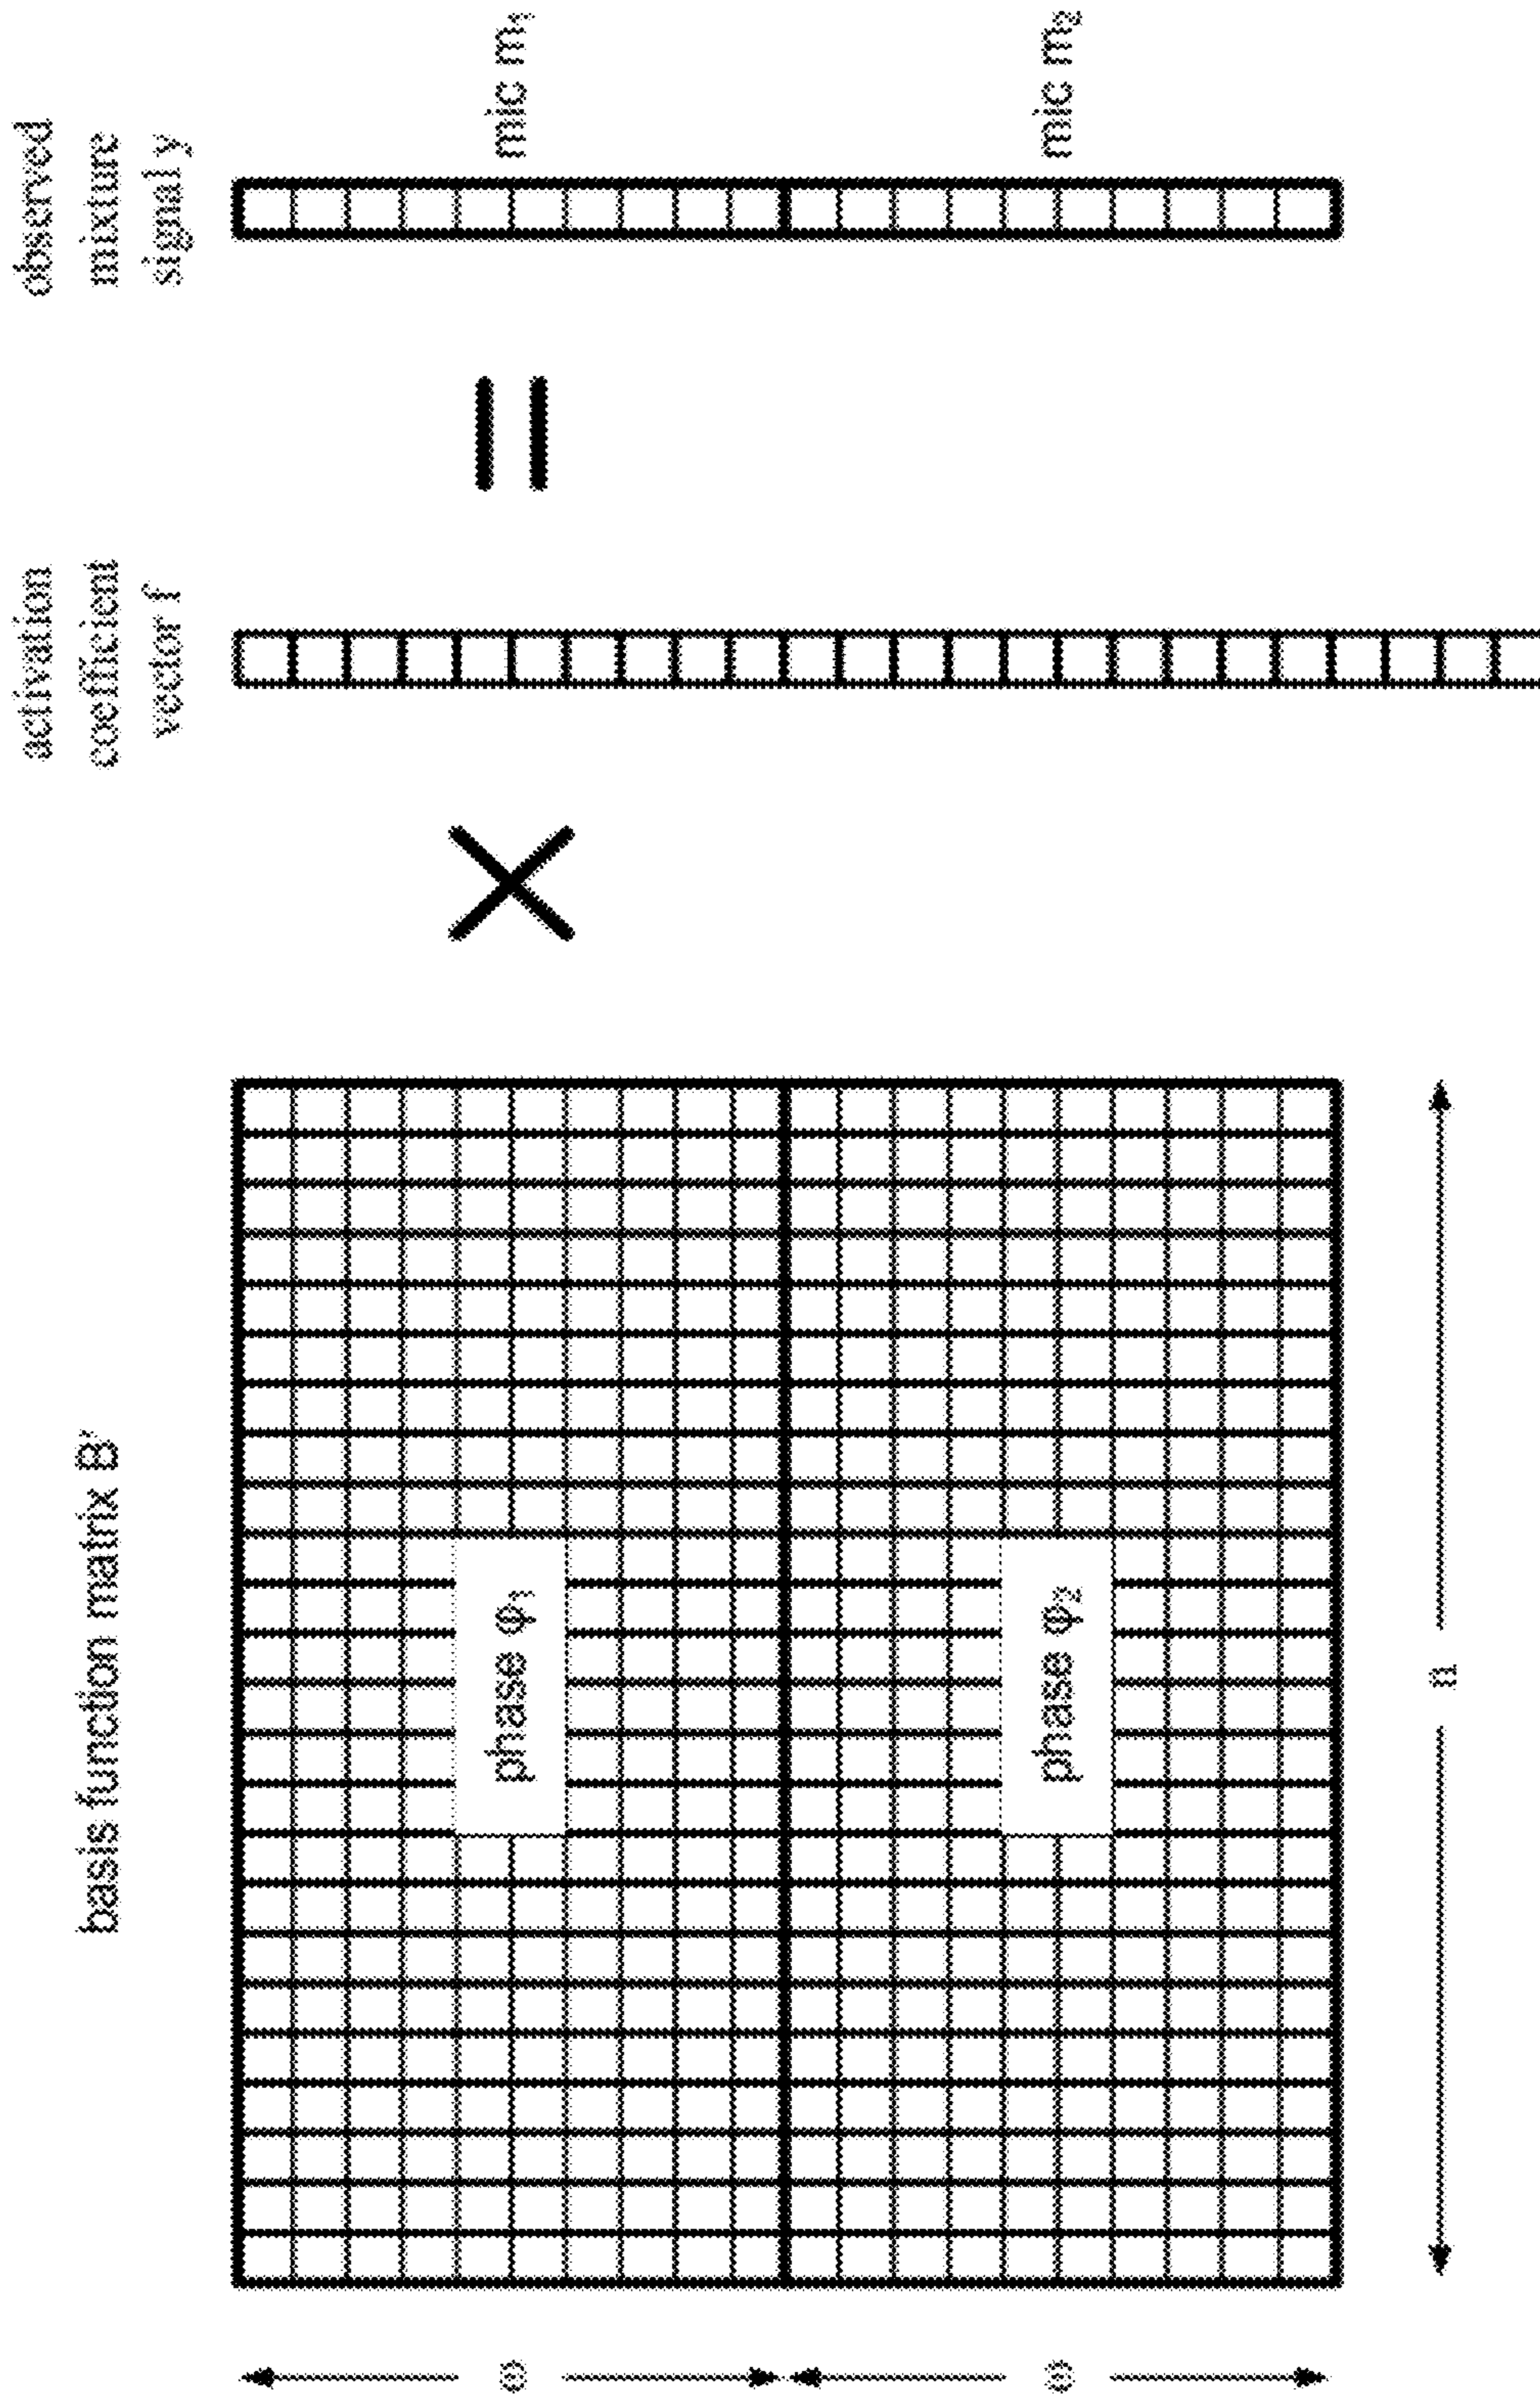 basis function matrix B'
activation
coefficient
vector f
observed
mixture
signal y
ω
phase φ₁
mic m₁
ω
phase φ₂
mic m₂
n